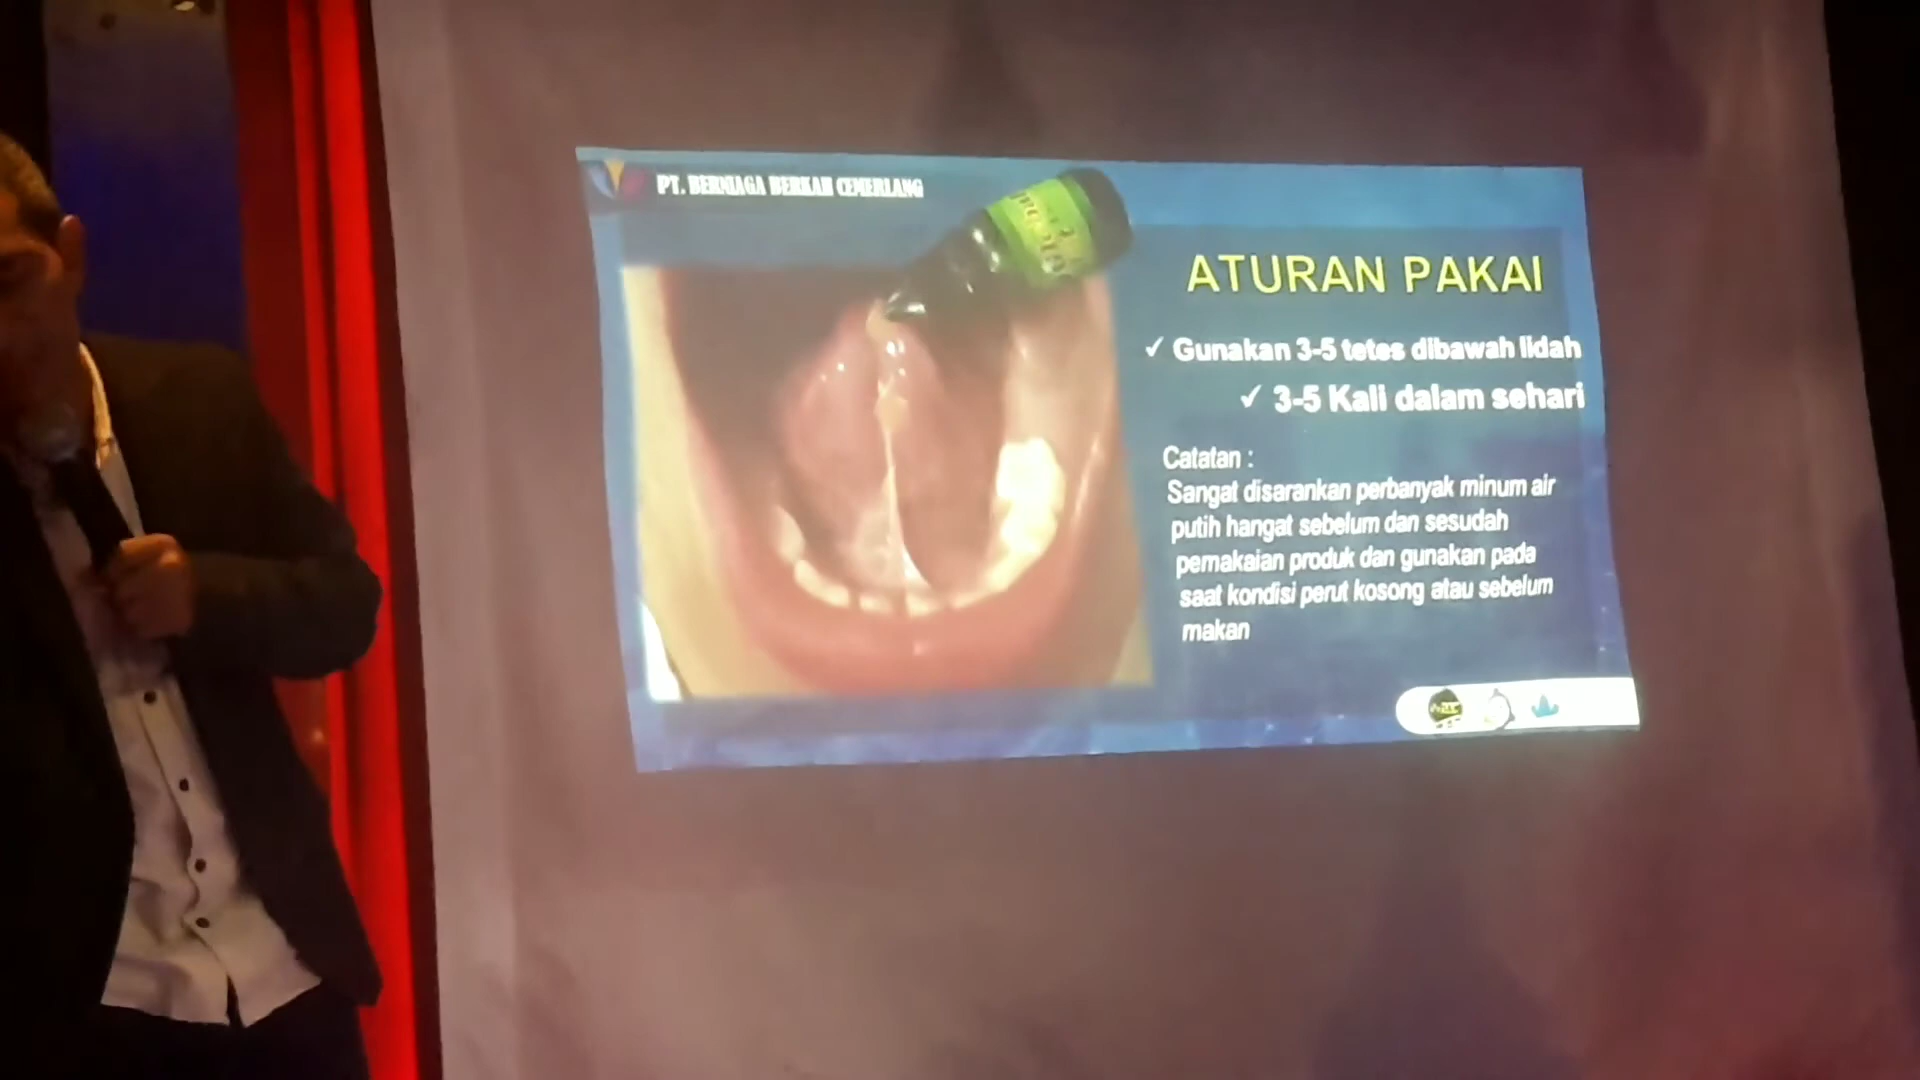 PT. BERNIAGA BERKAH CEMERLANG
ATURAN PAKAI
✓ Gunakan 3-5 tetes dibawah lidah
✓ 3-5 Kali dalam sehari
Catatan :
Sangat disarankan perbanyak minum air
putih hangat sebelum dan sesudah
pemakaian produk dan gunakan pada
saat kondisi perut kosong atau sebelum
makan